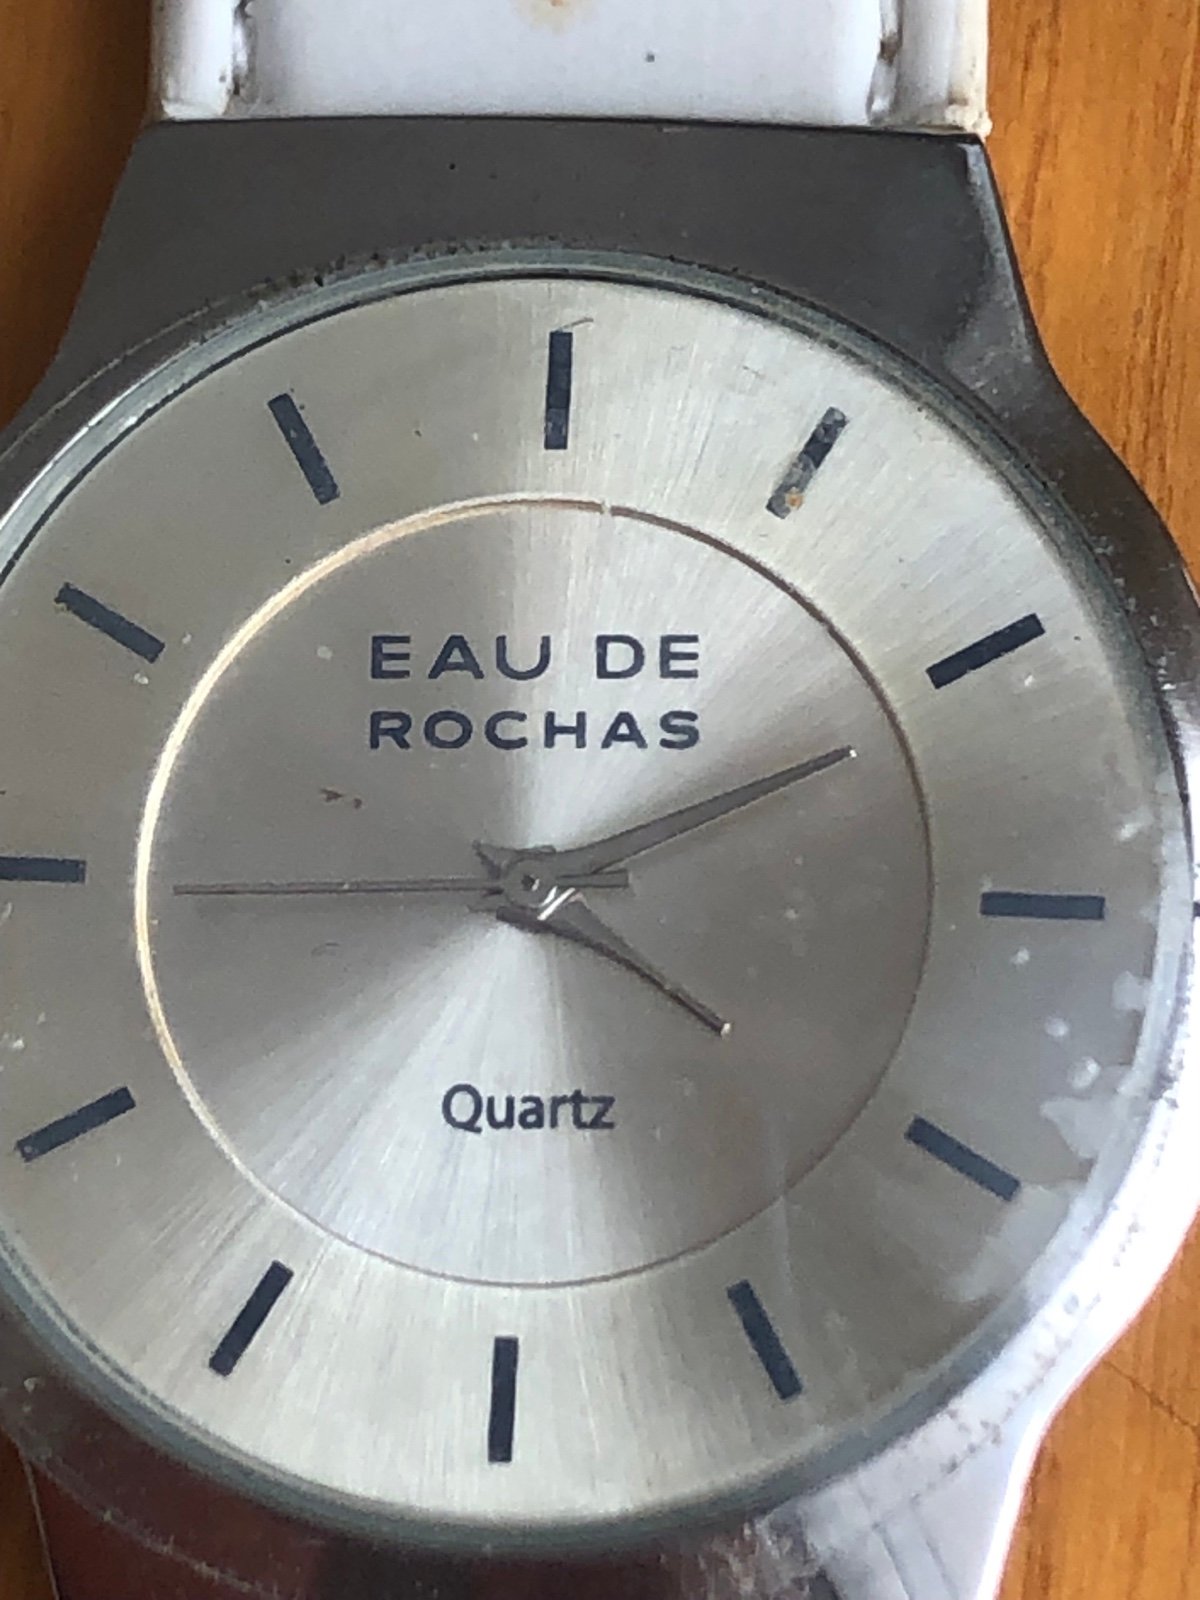 EAU DE
ROCHAS
Quartz